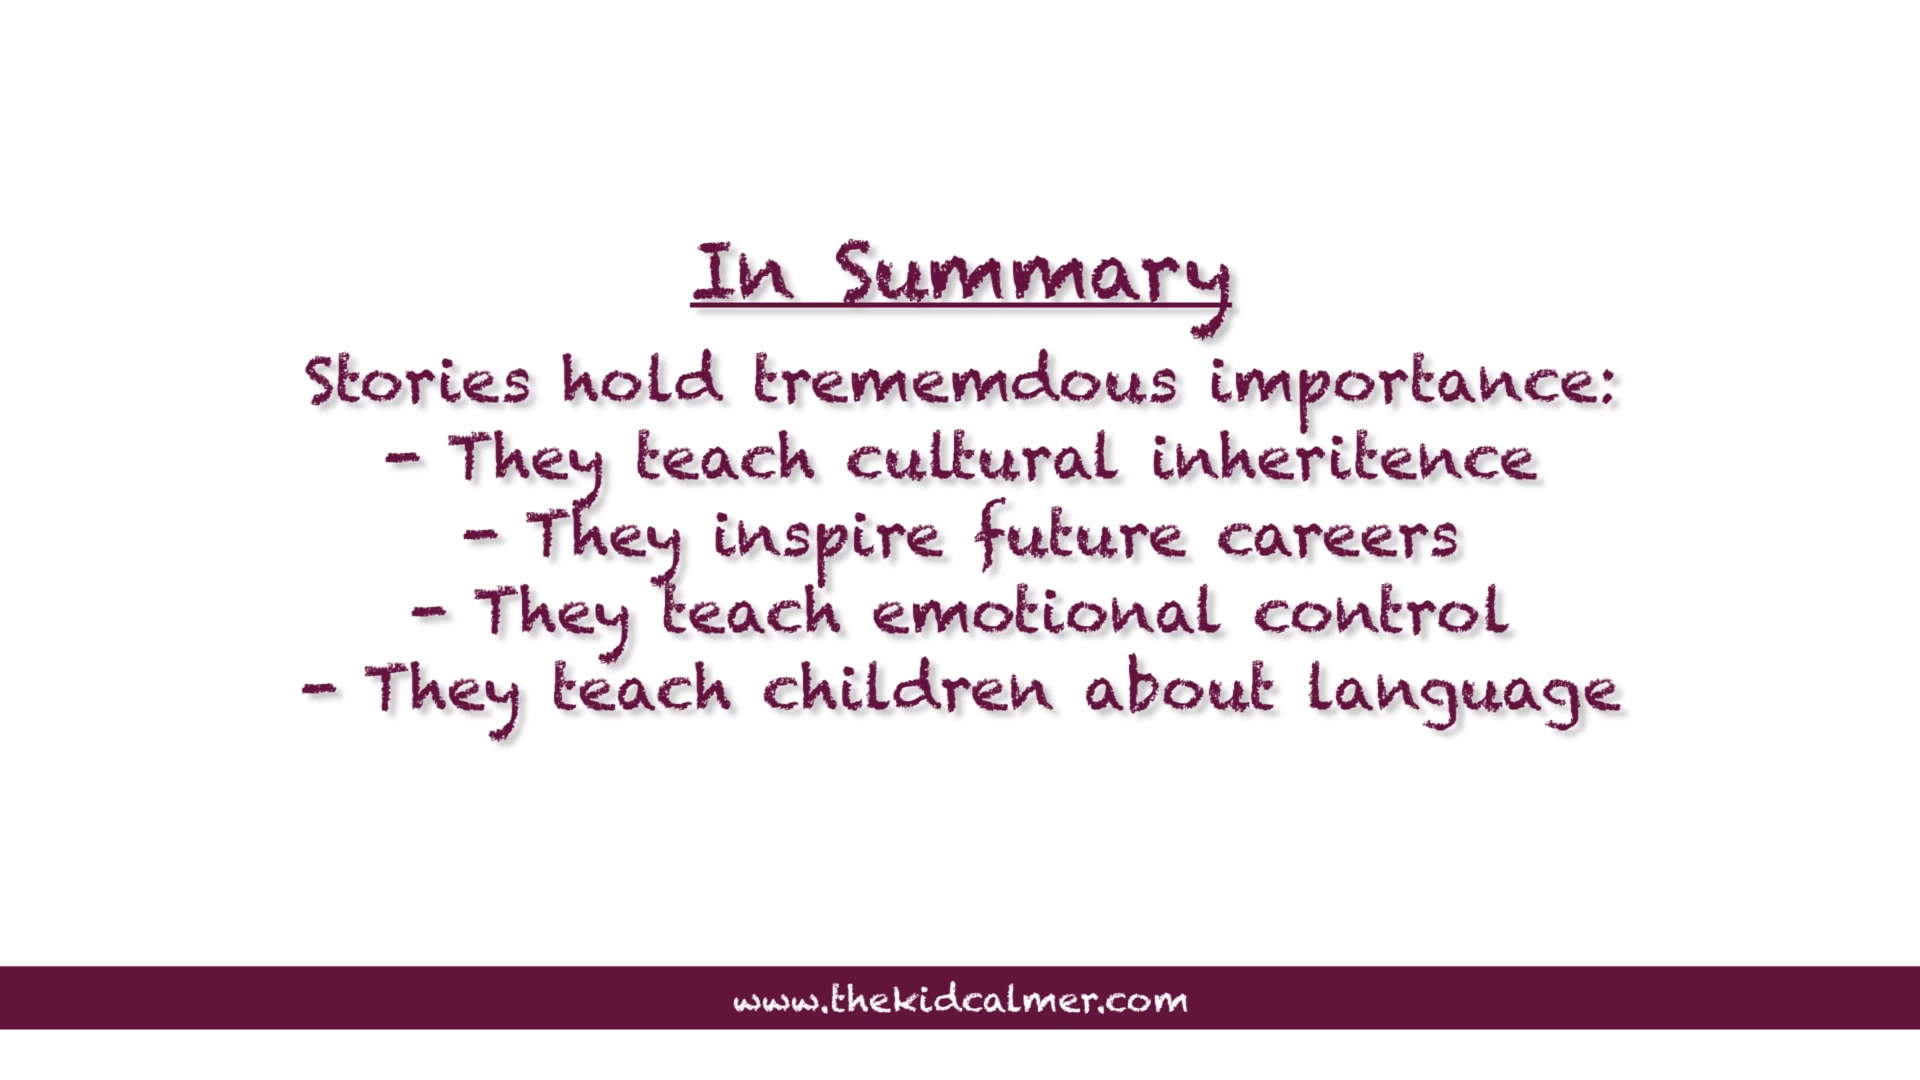 In Summary
Stories hold trememdous importance:
- They teach cultural inheritence
- They inspire future careers
- They teach emotional control
- They teach children about language
www.thekidcalmer.com